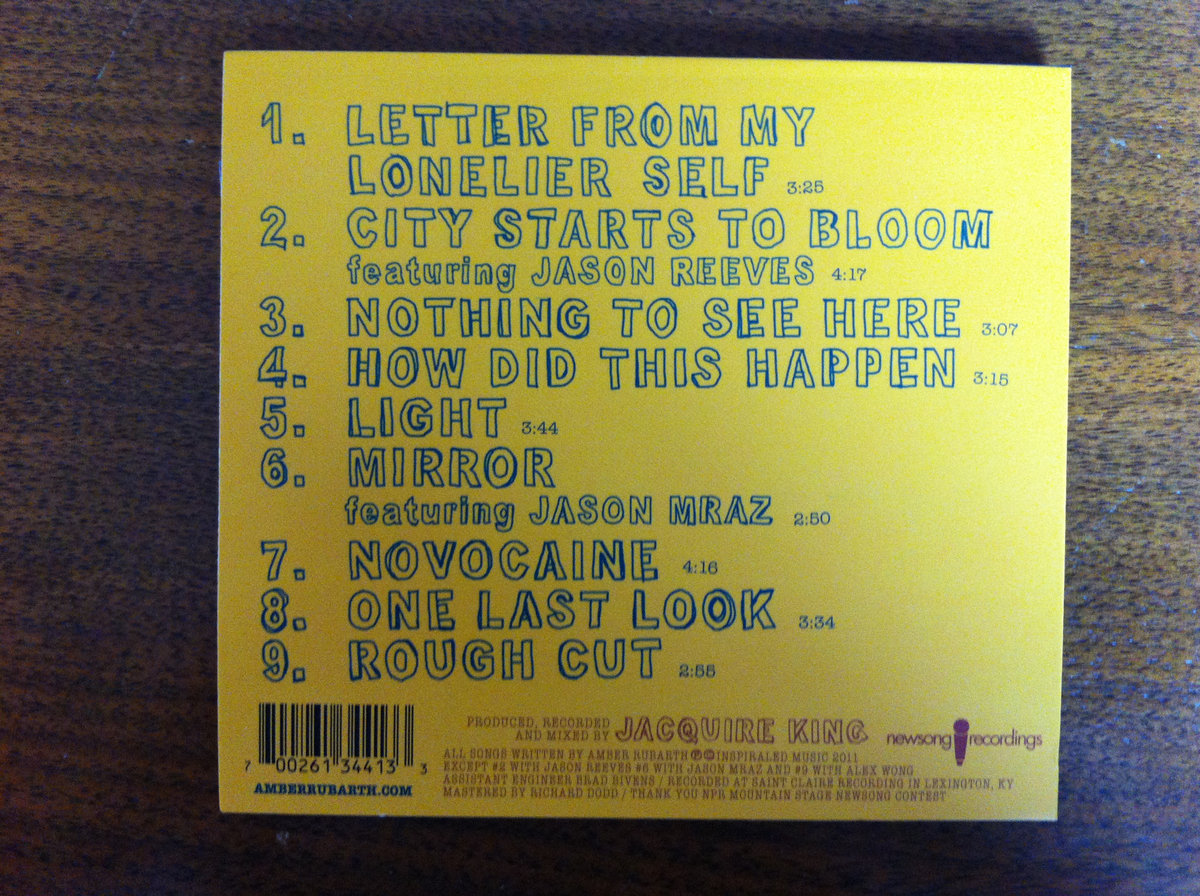 1. LETTER FROM MY
LONELIER SELF 3:25
2. CITY STARTS TO BLOOM
featuring JASON REEVES 4:17
3. NOTHING TO SEE HERE 3:07
4. HOW DID THIS HAPPEN 3:15
5. LIGHT 3:44
6. MIRROR
featuring JASON MRAZ 2:50
7. NOVOCAINE 4:16
8. ONE LAST LOOK 3:34
9. ROUGH CUT 2:55
PRODUCED, RECORDED
AND MIXED BY JACQUIRE KING
newsong recordings
ALL SONGS WRITTEN BY AMBER RUBARTH ℗©INSPIRALED MUSIC 2011
EXCEPT #2 WITH JASON REEVES #6 WITH JASON MRAZ AND #9 WITH ALEX WONG
ASSISTANT ENGINEER BRAD BIVENS / RECORDED AT SAINT CLAIRE RECORDING IN LEXINGTON, KY
MASTERED BY RICHARD DODD / THANK YOU NPR MOUNTAIN STAGE NEWSONG CONTEST
7 00261 34413 3
AMBERRUBARTH.COM